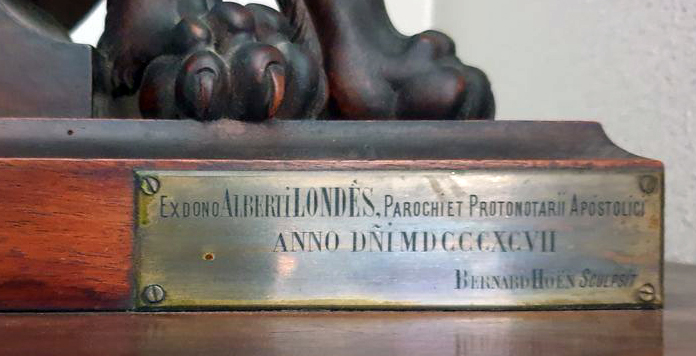 Ex dono ALBERTI LONDÈS, PAROCHI ET PROTONOTARII APOSTOLICI
ANNO DÑI MDCCCXCVII
BERNARD HOËN SCULPSIT